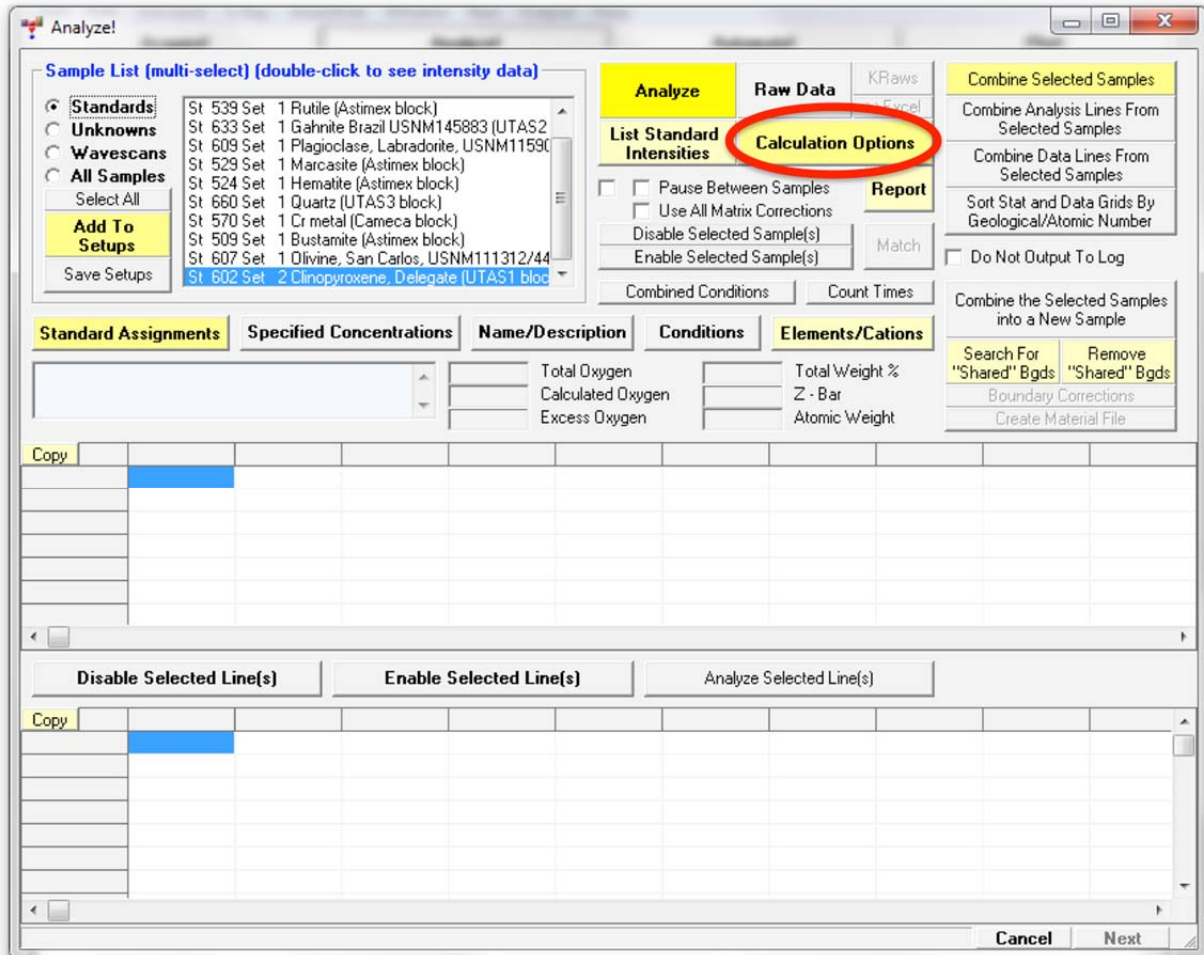 Analyze!
Sample List (multi-select) (double-click to see intensity data)
Standards
Unknowns
Wavescans
All Samples
Select All
Add To
Setups
Save Setups
St 539 Set 1 Rutile (Astimex block)
St 633 Set 1 Gahnite Brazil USNM145883 (UTAS2
St 609 Set 1 Plagioclase, Labradorite, USNM1159
St 529 Set 1 Marcasite (Astimex block)
St 524 Set 1 Hematite (Astimex block)
St 660 Set 1 Quartz (UTAS3 block)
St 570 Set 1 Cr metal (Cameca block)
St 509 Set 1 Bustamite (Astimex block)
St 607 Set 1 Olivine, San Carlos, USNM111312/44
St 602 Set 2 Clinopyroxene, Delegate (UTAS1 bloc
Analyze
Raw Data
KRaws
Excel
List Standard
Intensities
Calculation Options
Pause Between Samples
Use All Matrix Corrections
Report
Disable Selected Sample(s)
Enable Selected Sample(s)
Match
Combined Conditions
Count Times
Combine Selected Samples
Combine Analysis Lines From
Selected Samples
Combine Data Lines From
Selected Samples
Sort Stat and Data Grids By
Geological/Atomic Number
Do Not Output To Log
Combine the Selected Samples
into a New Sample
Search For
"Shared" Bgds
Remove
"Shared" Bgds
Boundary Corrections
Create Material File
Standard Assignments
Specified Concentrations
Name/Description
Conditions
Elements/Cations
Total Oxygen
Calculated Oxygen
Excess Oxygen
Total Weight %
Z - Bar
Atomic Weight
Copy
Disable Selected Line(s)
Enable Selected Line(s)
Analyze Selected Line(s)
Copy
Cancel
Next